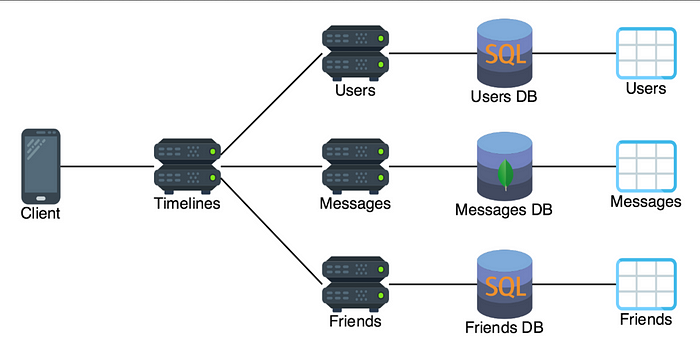 SQL
Users
Users DB
Users
Client
Timelines
Messages
Messages DB
Messages
SQL
Friends
Friends DB
Friends